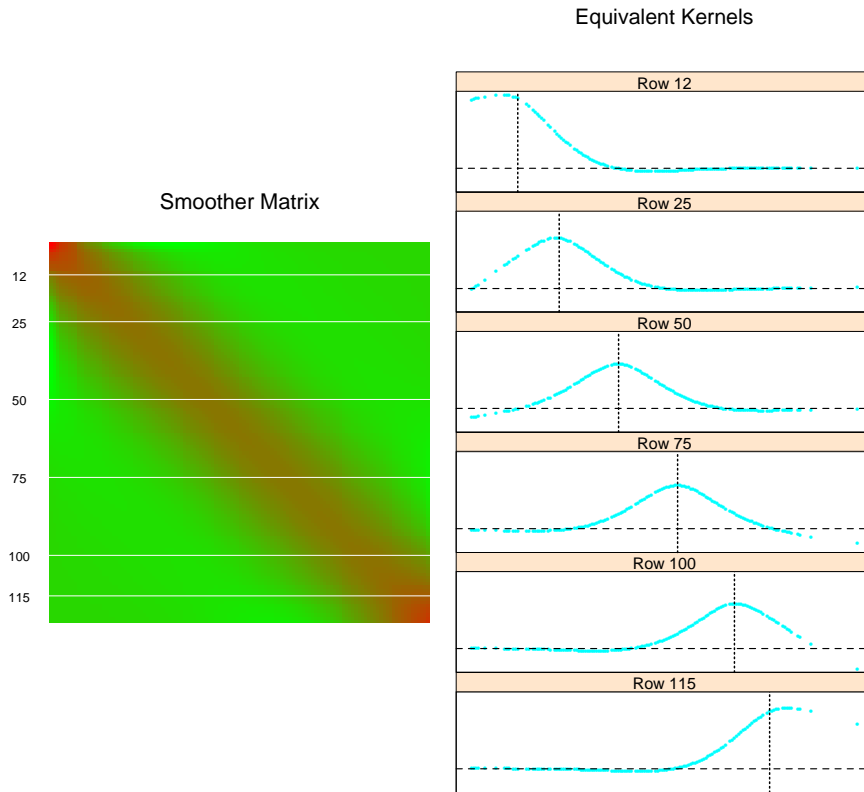 Equivalent Kernels
Row 12
Smoother Matrix
Row 25
12
25
Row 50
50
Row 75
75
100
Row 100
115
Row 115